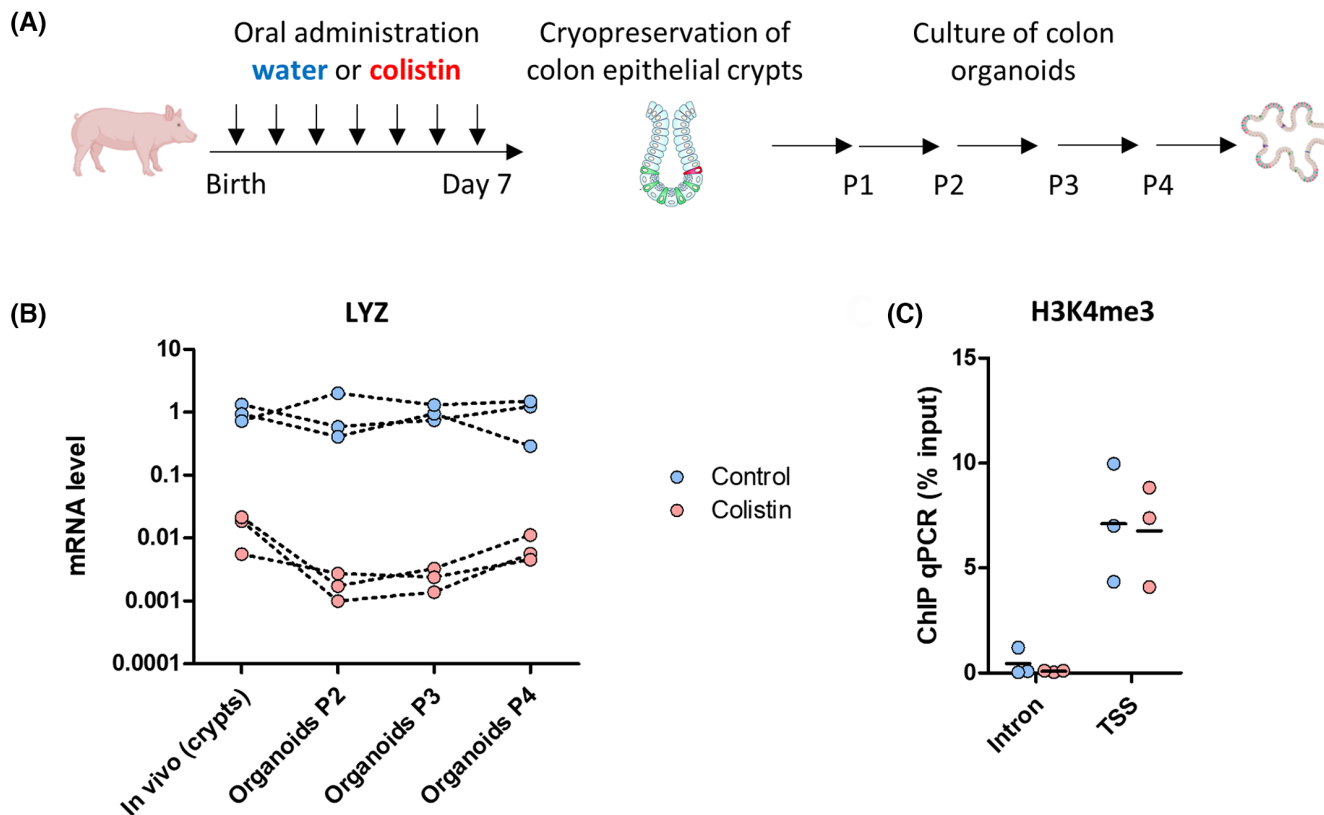 (A)
Oral administration
water or colistin
Birth
Day 7
Cryopreservation of
colon epithelial crypts
Culture of colon
organoids
P1
P2
P3
P4
(B)
LYZ
mRNA level
10
1
0.1
0.01
0.001
0.0001
In vivo (crypts)
Organoids P2
Organoids P3
Organoids P4
Control
Colistin
(C)
H3K4me3
ChIP qPCR (% input)
15
10
5
0
Intron
TSS